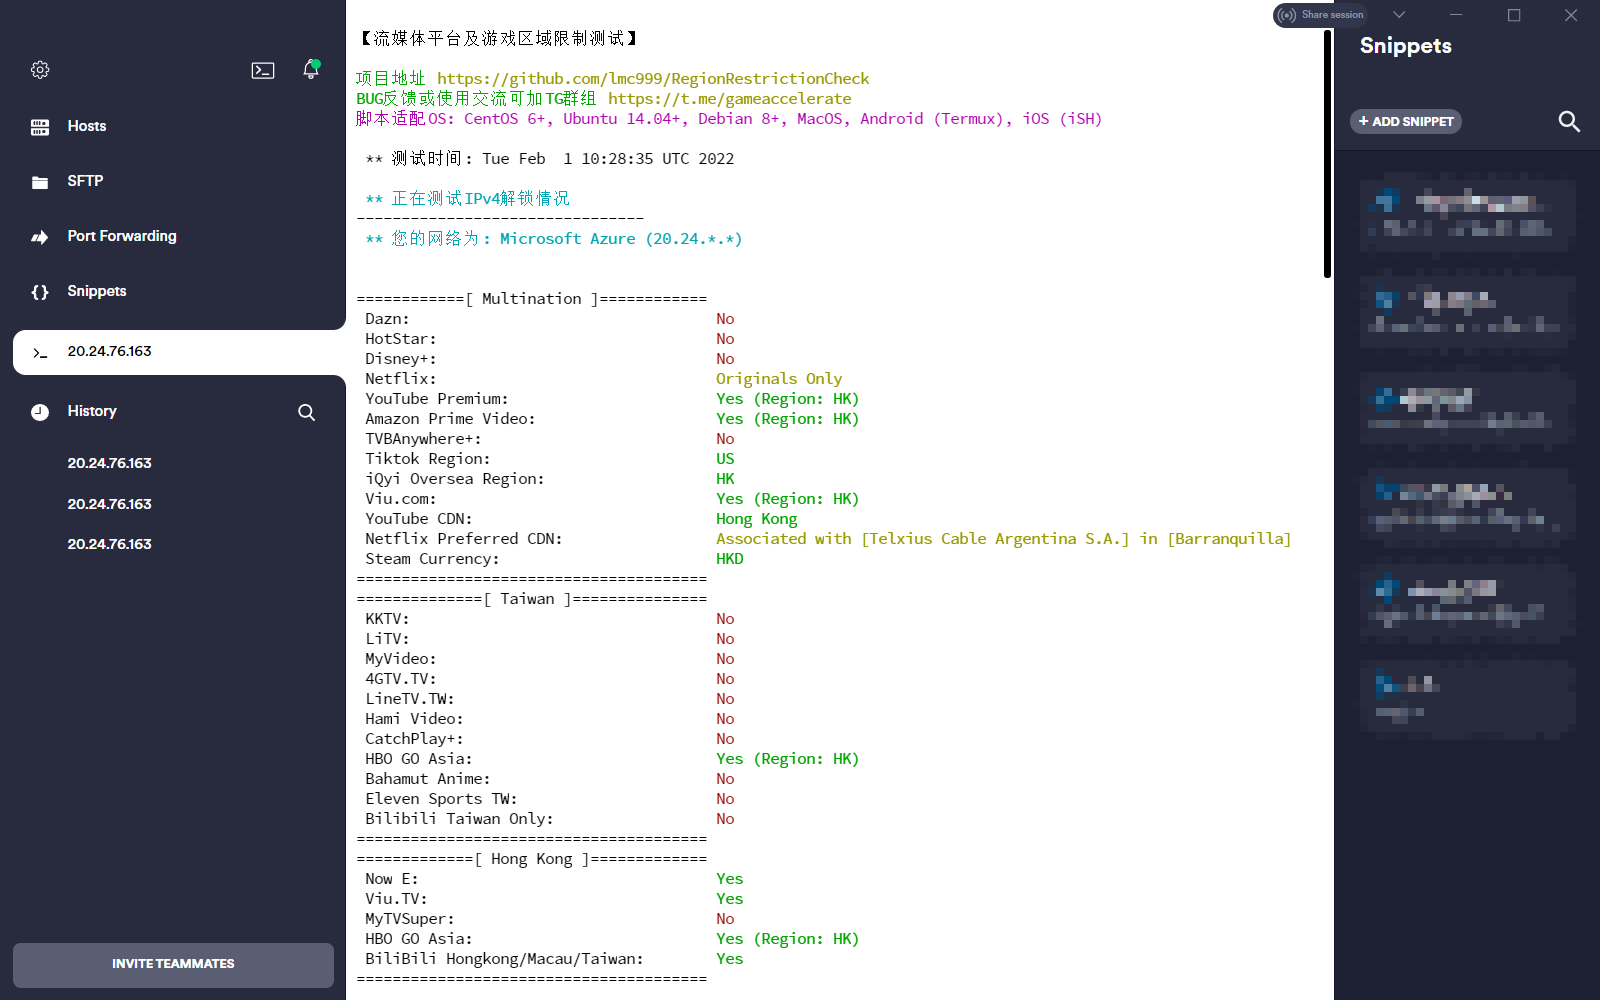 Share session
Hosts
SFTP
Port Forwarding
Snippets
20.24.76.163
History
20.24.76.163
20.24.76.163
20.24.76.163
INVITE TEAMMATES
【流媒体平台及游戏区域限制测试】
项目地址 https://github.com/lmc999/RegionRestrictionCheck
BUG反馈或使用交流可加TG群组 https://t.me/gameaccelerate
脚本适配OS: CentOS 6+, Ubuntu 14.04+, Debian 8+, MacOS, Android (Termux), iOS (iSH)
** 测试时间: Tue Feb  1 10:28:35 UTC 2022
** 正在测试IPv4解锁情况
--------------------------------
** 您的网络为: Microsoft Azure (20.24.*.*)
============[ Multination ]============
Dazn: No
HotStar: No
Disney+: No
Netflix: Originals Only
YouTube Premium: Yes (Region: HK)
Amazon Prime Video: Yes (Region: HK)
TVBAnywhere+: No
Tiktok Region: US
iQyi Oversea Region: HK
Viu.com: Yes (Region: HK)
YouTube CDN: Hong Kong
Netflix Preferred CDN: Associated with [Telxius Cable Argentina S.A.] in [Barranquilla]
Steam Currency: HKD
=======================================
==============[ Taiwan ]===============
KKTV: No
LiTV: No
MyVideo: No
4GTV.TV: No
LineTV.TW: No
Hami Video: No
CatchPlay+: No
HBO GO Asia: Yes (Region: HK)
Bahamut Anime: No
Eleven Sports TW: No
Bilibili Taiwan Only: No
=======================================
=============[ Hong Kong ]=============
Now E: Yes
Viu.TV: Yes
MyTVSuper: No
HBO GO Asia: Yes (Region: HK)
BiliBili Hongkong/Macau/Taiwan: Yes
=======================================
Snippets
+ ADD SNIPPET